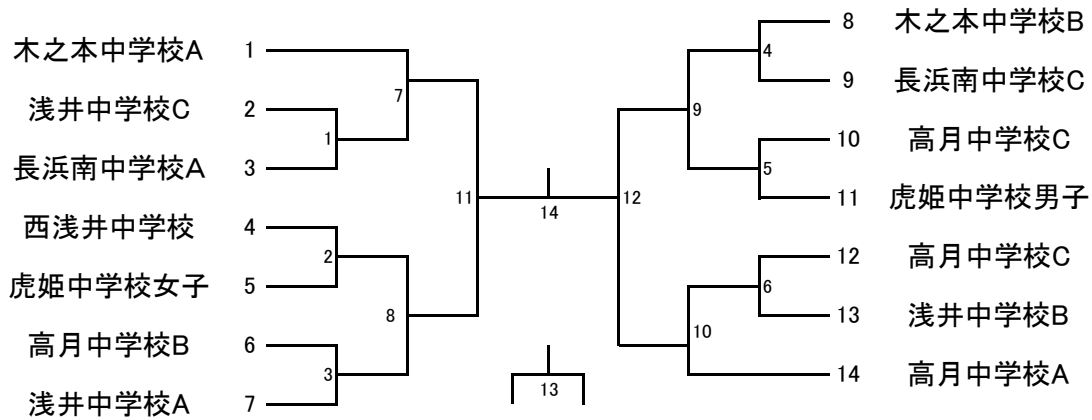 木之本中学校A 1
浅井中学校C 2
長浜南中学校A 3
西浅井中学校 4
虎姫中学校女子 5
高月中学校B 6
浅井中学校A 7
1
2
3
7
8
11
14
13
12
9
10
4
5
6
8 木之本中学校B
9 長浜南中学校C
10 高月中学校C
11 虎姫中学校男子
12 高月中学校C
13 浅井中学校B
14 高月中学校A